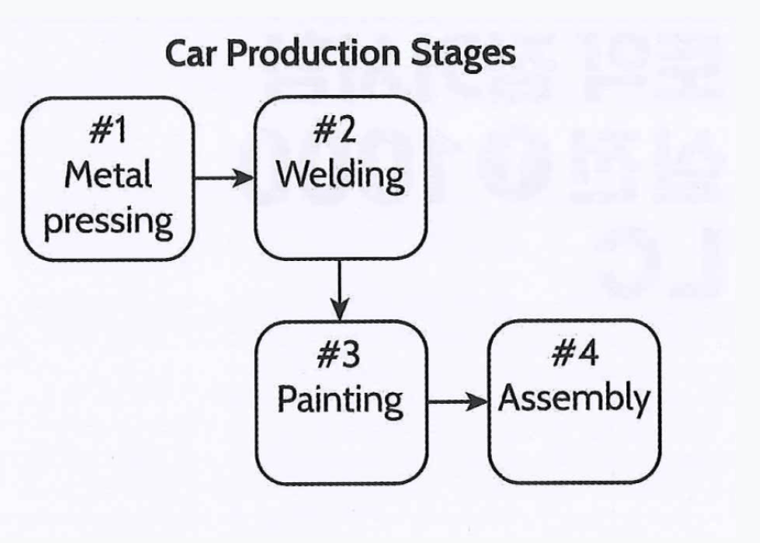 Car Production Stages
#1
Metal
pressing
#2
Welding
#3
Painting
#4
Assembly